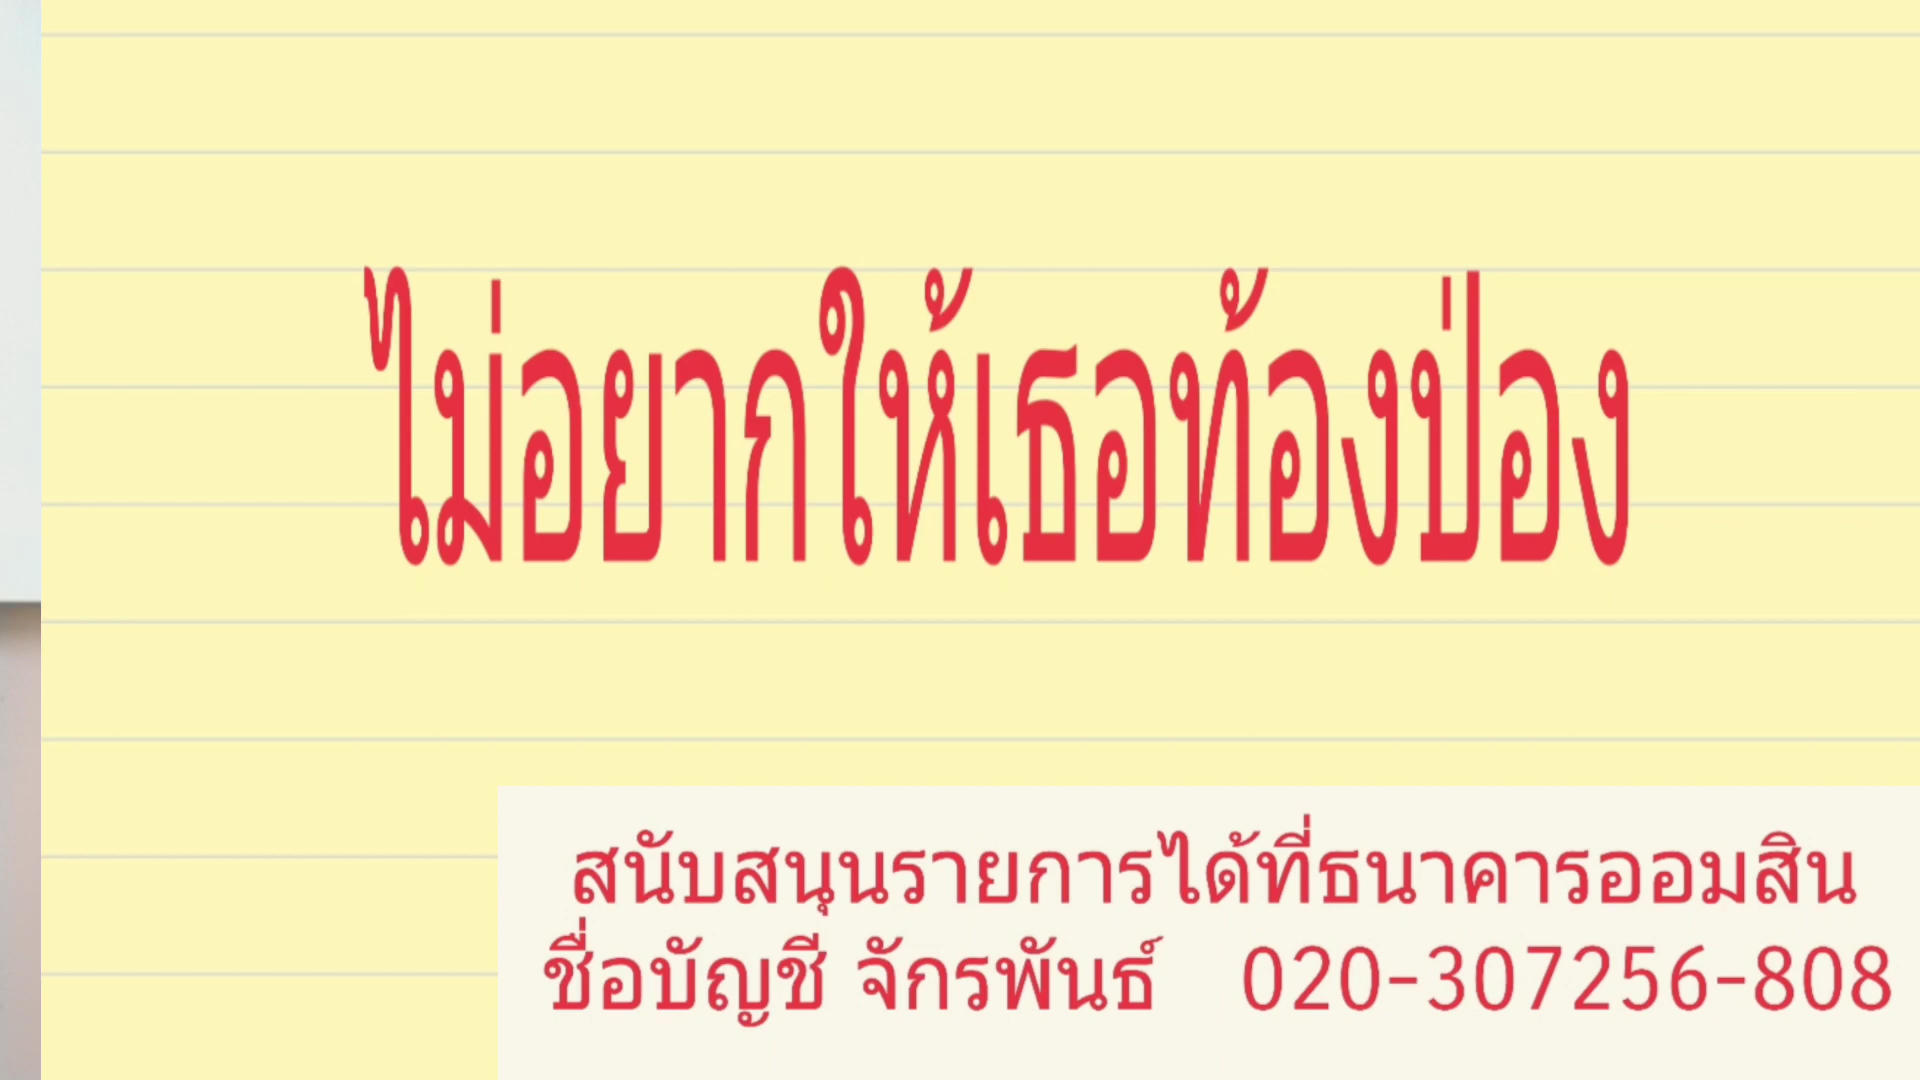 ไม่อยากให้เธอท้องป่อง
สนับสนุนรายการได้ที่ธนาคารออมสิน
ชื่อบัญชี จักรพันธ์ 020-307256-808